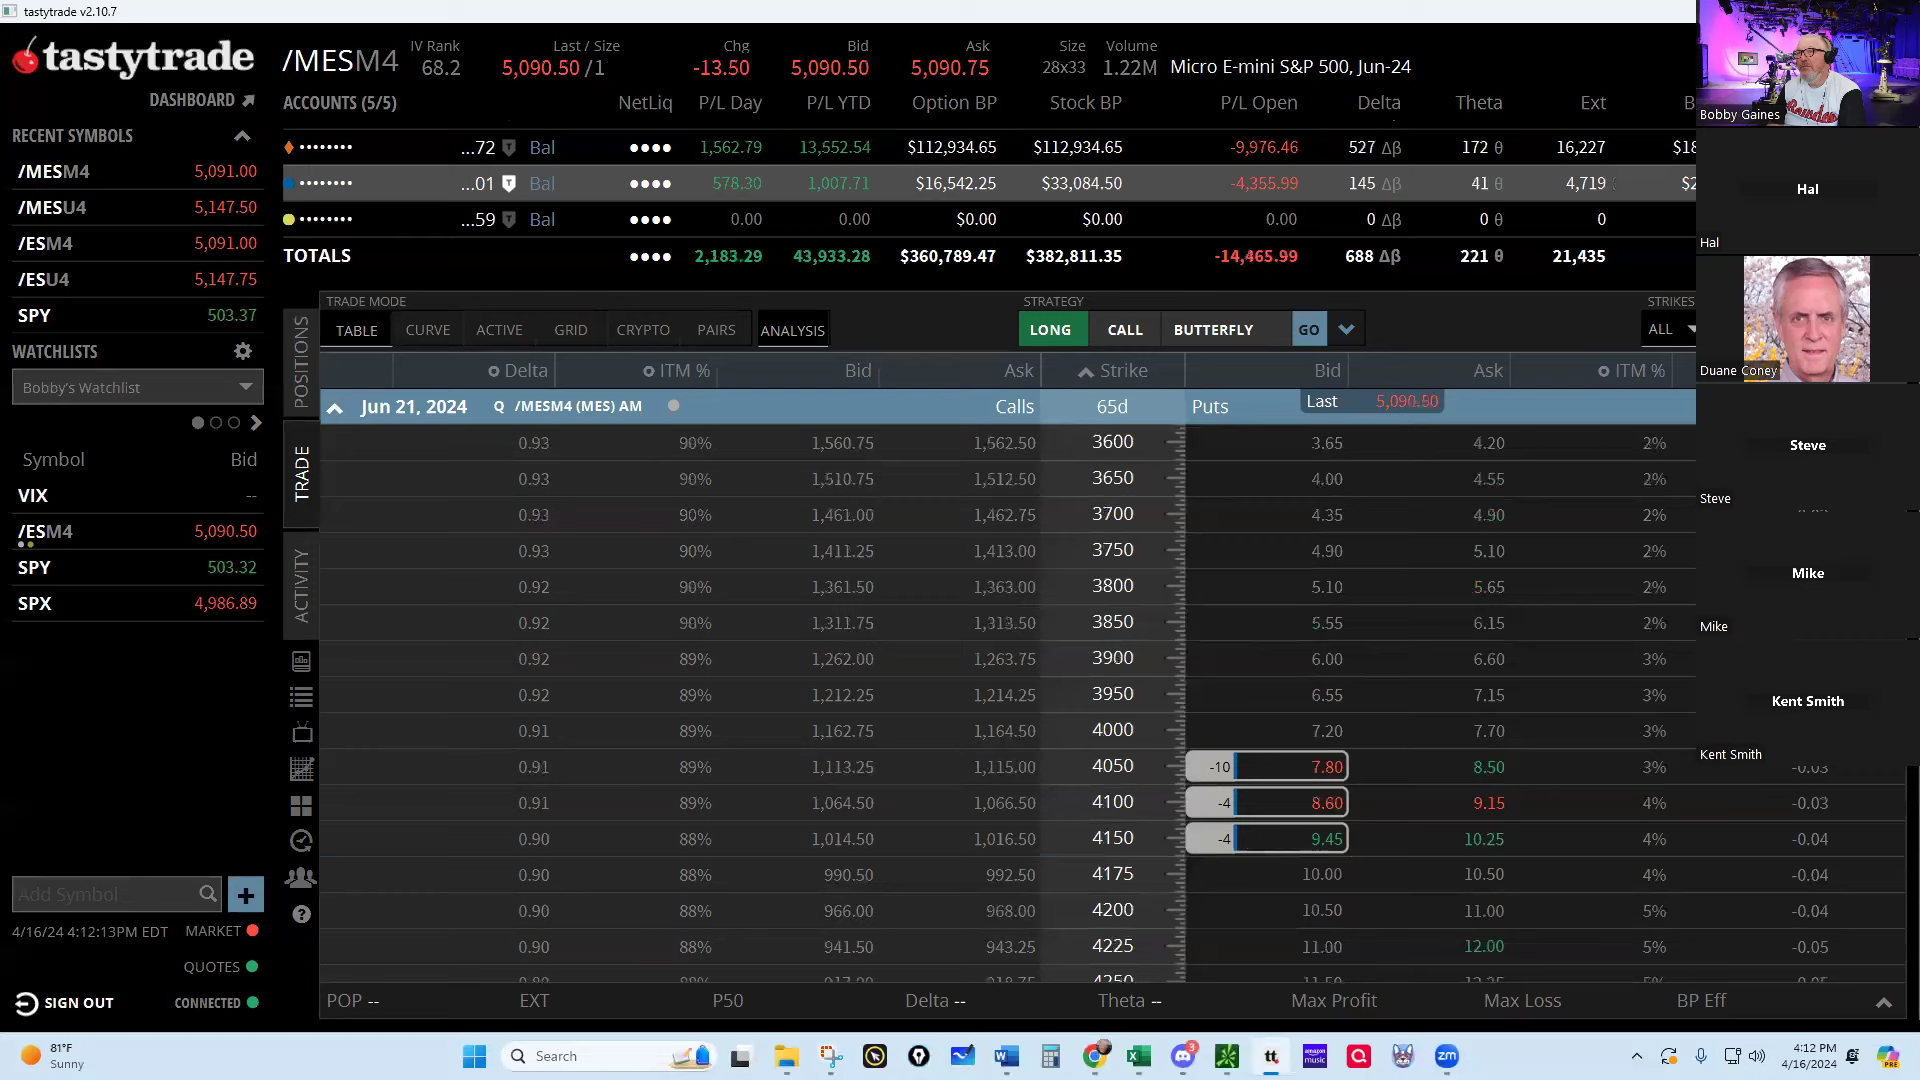 tastytrade v2.10.7
tastytrade
DASHBOARD
/MESM4
IV Rank
68.2
Last / Size
5,090.50 /1
Chg
-13.50
Bid
5,090.50
Ask
5,090.75
Size
28x33
Volume
1.22M
Micro E-mini S&P 500, Jun-24
ACCOUNTS (5/5) NetLiq P/L Day P/L YTD Option BP Stock BP P/L Open Delta Theta Ext B
...72 T Bal 1,562.79 13,552.54 $112,934.65 $112,934.65 -9,976.46 527 Δβ 172 θ 16,227 $18
...01 T Bal 578.30 1,007.71 $16,542.25 $33,084.50 -4,355.99 145 Δβ 41 θ 4,719 $2
...59 T Bal 0.00 0.00 $0.00 $0.00 0.00 0 Δβ 0 θ 0
TOTALS 2,183.29 43,933.28 $360,789.47 $382,811.35 -14,465.99 688 Δβ 221 θ 21,435
RECENT SYMBOLS
/MESM4 5,091.00
/MESU4 5,147.50
/ESM4 5,091.00
/ESU4 5,147.75
SPY 503.37
WATCHLISTS
Bobby's Watchlist
Symbol Bid
VIX --
/ESM4 5,090.50
SPY 503.32
SPX 4,986.89
Add Symbol
4/16/24 4:12:13PM EDT MARKET
QUOTES
SIGN OUT CONNECTED
POSITIONS
TRADE
ACTIVITY
TRADE MODE STRATEGY STRIKES
TABLE CURVE ACTIVE GRID CRYPTO PAIRS ANALYSIS LONG CALL BUTTERFLY GO ALL
Delta ITM % Bid Ask Strike Bid Ask ITM %
Jun 21, 2024 Q /MESM4 (MES) AM Calls 65d Puts Last 5,090.50
0.93 90% 1,560.75 1,562.50 3600 3.65 4.20 2%
0.93 90% 1,510.75 1,512.50 3650 4.00 4.55 2%
0.93 90% 1,461.00 1,462.75 3700 4.35 4.90 2%
0.93 90% 1,411.25 1,413.00 3750 4.90 5.10 2%
0.92 90% 1,361.50 1,363.00 3800 5.10 5.65 2%
0.92 90% 1,311.75 1,313.50 3850 5.55 6.15 2%
0.92 89% 1,262.00 1,263.75 3900 6.00 6.60 3%
0.92 89% 1,212.25 1,214.25 3950 6.55 7.15 3%
0.91 89% 1,162.75 1,164.50 4000 7.20 7.70 3%
0.91 89% 1,113.25 1,115.00 4050 -10 7.80 8.50 3% -0.03
0.91 89% 1,064.50 1,066.50 4100 -4 8.60 9.15 4% -0.03
0.90 88% 1,014.50 1,016.50 4150 -4 9.45 10.25 4% -0.04
0.90 88% 990.50 992.50 4175 10.00 10.50 4% -0.04
0.90 88% 966.00 968.00 4200 10.50 11.00 5% -0.04
0.90 88% 941.50 943.25 4225 11.00 12.00 5% -0.05
4250
POP -- EXT P50 Delta -- Theta -- Max Profit Max Loss BP Eff
Bobby Gaines
Hal
Hal
Duane Coney
Steve
Steve
Mike
Mike
Kent Smith
Kent Smith
81°F
Sunny
Search
3
tt
amazon music
zm
4:12 PM
4/16/2024
PRE